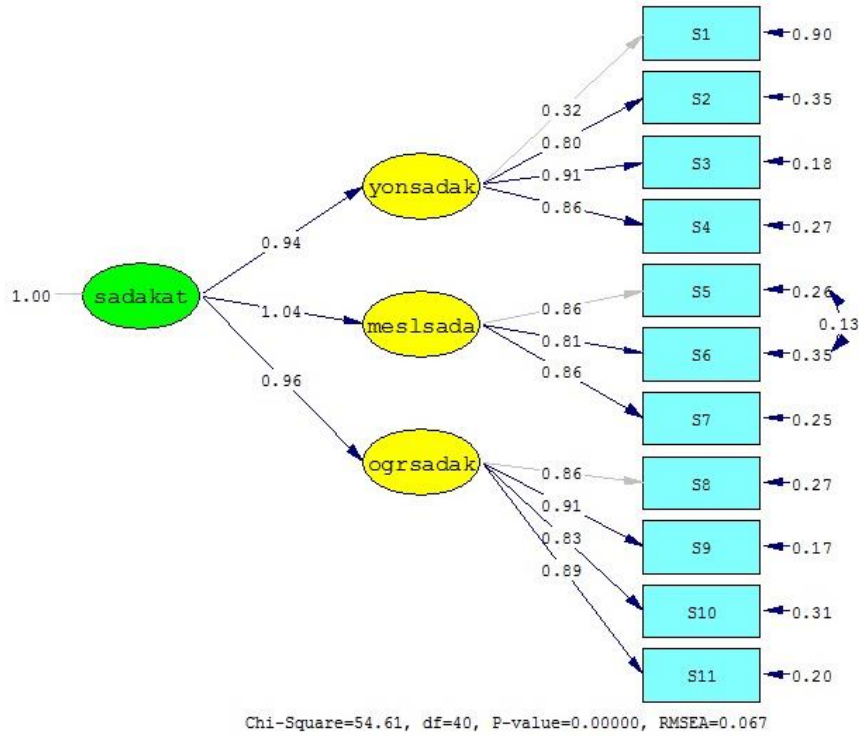 S1
0.90
0.32
S2
0.35
0.80
S3
0.18
0.91
yonsadak
S4
0.27
0.86
0.94
1.00
sadakat
S5
0.26
0.86
0.13
1.04
meslsada
S6
0.35
0.81
0.86
S7
0.25
0.96
ogrsadak
S8
0.27
0.86
0.91
S9
0.17
0.83
0.89
S10
0.31
S11
0.20
Chi-Square=54.61, df=40, P-value=0.00000, RMSEA=0.067